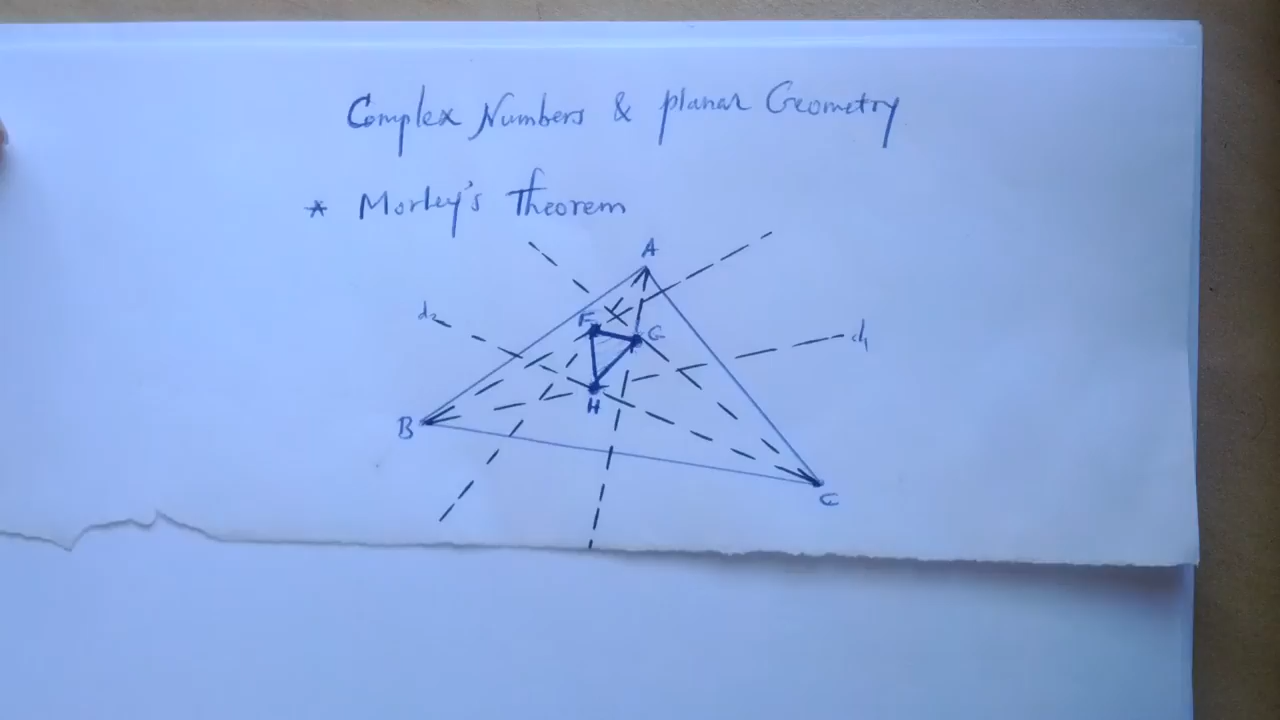 Complex Numbers & planar Geometry
* Morley's Theorem
A
d2
F
G
d1
H
B
C